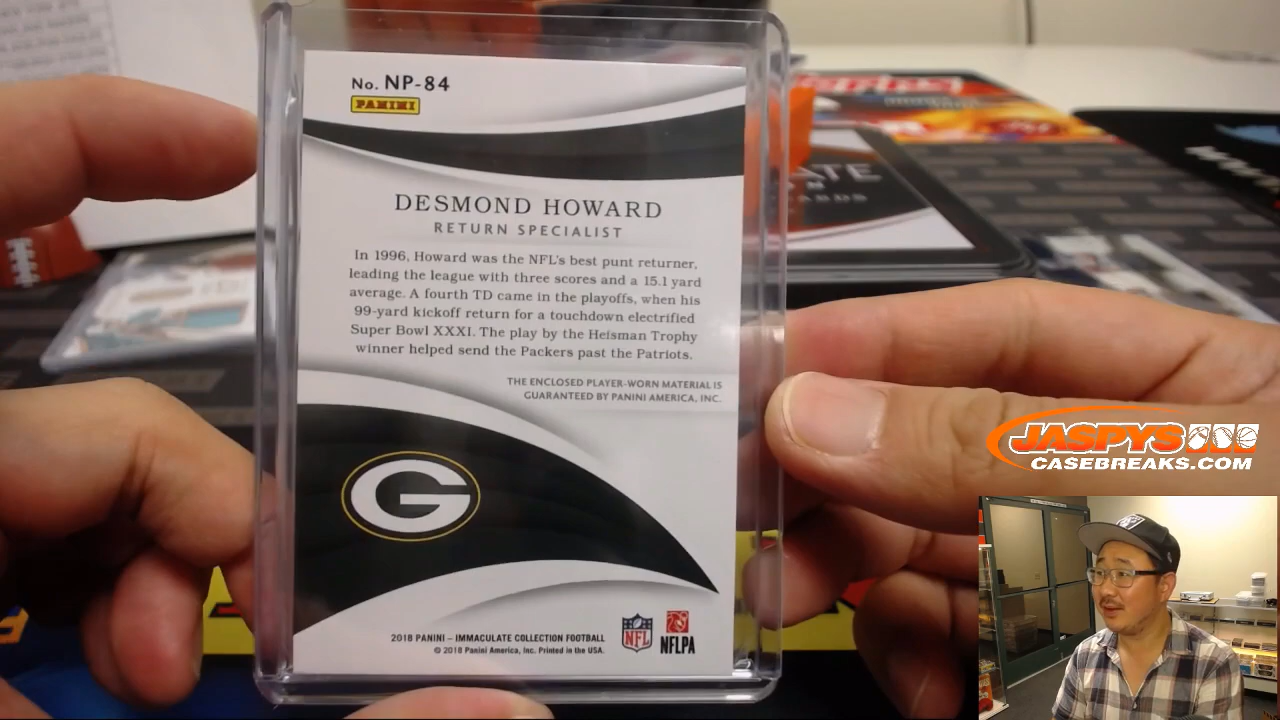 No. NP-84
PANINI
DESMOND HOWARD
RETURN SPECIALIST
In 1996, Howard was the NFL's best punt returner,
leading the league with three scores and a 15.1 yard
average. A fourth TD came in the playoffs, when his
99-yard kickoff return for a touchdown electrified
Super Bowl XXXI. The play by the Heisman Trophy
winner helped send the Packers past the Patriots.
THE ENCLOSED PLAYER-WORN MATERIAL IS
GUARANTEED BY PANINI AMERICA, INC.
G
NFL
NFLPA
2018 PANINI – IMMACULATE COLLECTION FOOTBALL
© 2018 Panini America, Inc. Printed in the USA.
JASPYS
CASEBREAKS.COM